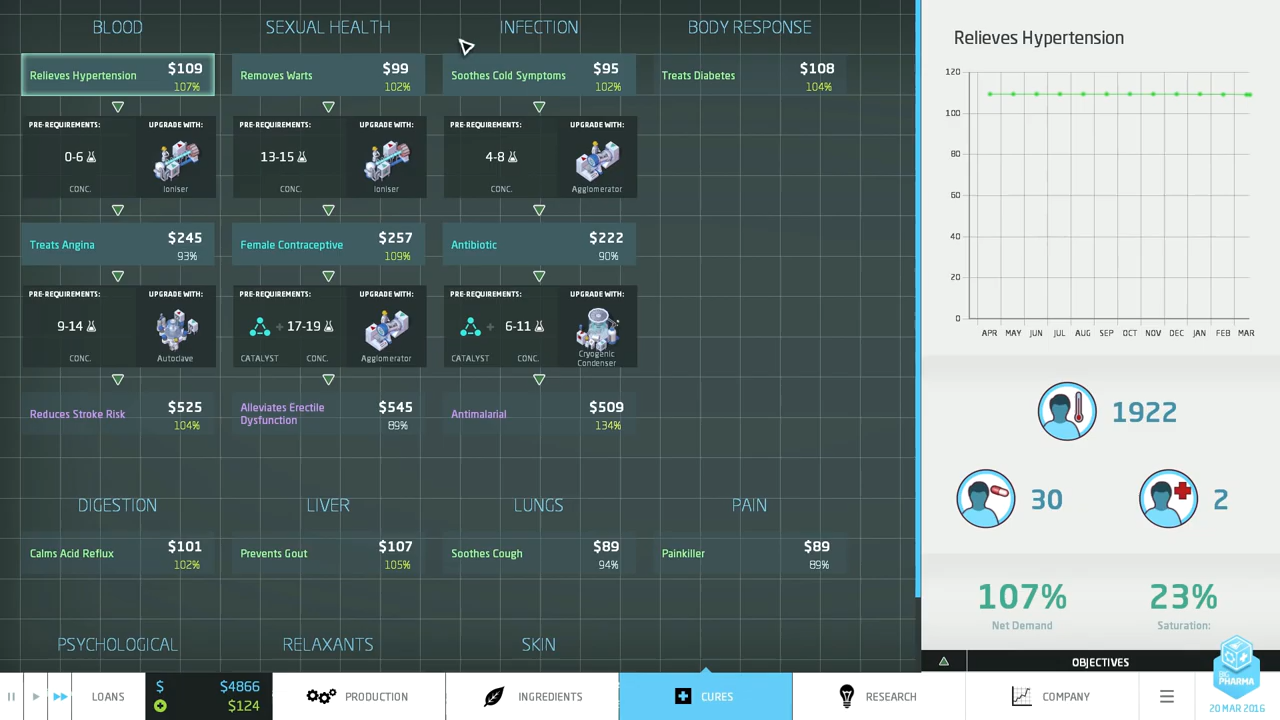 BLOOD
SEXUAL HEALTH
INFECTION
BODY RESPONSE
Relieves Hypertension
$109
107%
Removes Warts
$99
102%
Soothes Cold Symptoms
$95
102%
Treats Diabetes
$108
104%
PRE-REQUIREMENTS:
UPGRADE WITH:
0-6
CONC.
Ioniser
PRE-REQUIREMENTS:
UPGRADE WITH:
13-15
CONC.
Ioniser
PRE-REQUIREMENTS:
UPGRADE WITH:
4-8
CONC.
Agglomerator
Treats Angina
$245
93%
Female Contraceptive
$257
109%
Antibiotic
$222
90%
PRE-REQUIREMENTS:
UPGRADE WITH:
9-14
CONC.
Autoclave
PRE-REQUIREMENTS:
UPGRADE WITH:
+ 17-19
CATALYST
CONC.
Agglomerator
PRE-REQUIREMENTS:
UPGRADE WITH:
+ 6-11
CATALYST
CONC.
Cryogenic
Condenser
Reduces Stroke Risk
$525
104%
Alleviates Erectile
Dysfunction
$545
89%
Antimalarial
$509
134%
DIGESTION
LIVER
LUNGS
PAIN
Calms Acid Reflux
$101
102%
Prevents Gout
$107
105%
Soothes Cough
$89
94%
Painkiller
$89
89%
PSYCHOLOGICAL
RELAXANTS
SKIN
Relieves Hypertension
120
100
80
60
40
20
0
APR MAY JUN JUL AUG SEP OCT NOV DEC JAN FEB MAR
1922
30
2
107%
Net Demand
23%
Saturation:
OBJECTIVES
LOANS
$ $4866
$124
PRODUCTION
INGREDIENTS
CURES
RESEARCH
COMPANY
BIG
PHARMA
20 MAR 2016